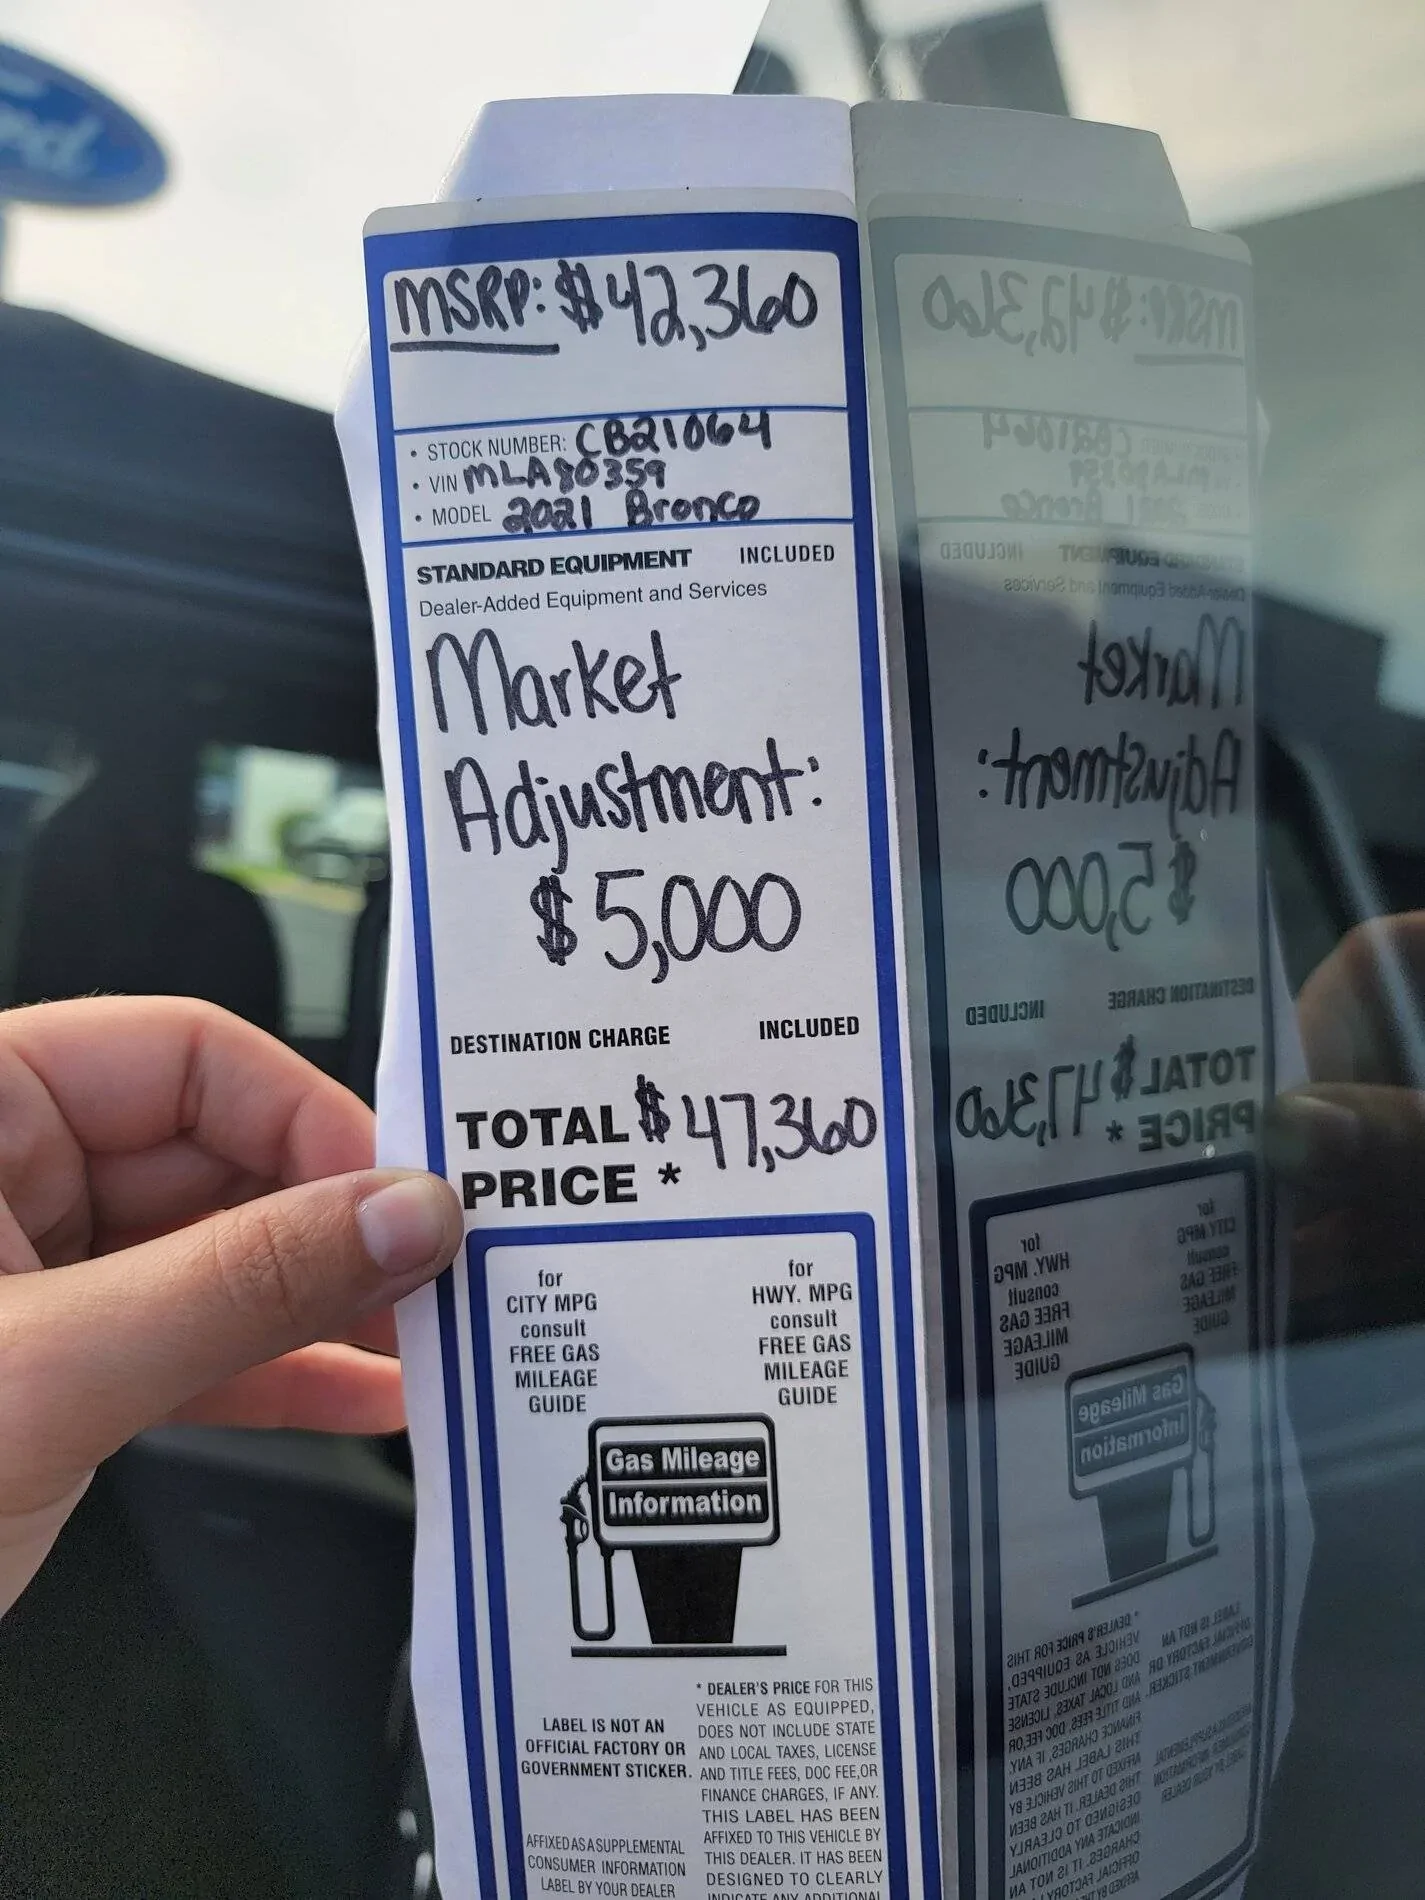 MSRP: $42,360
• STOCK NUMBER: CB21064
• VIN MLA80359
• MODEL 2021 Bronco
STANDARD EQUIPMENT INCLUDED
Dealer-Added Equipment and Services
Market
Adjustment:
$5,000
DESTINATION CHARGE INCLUDED
TOTAL $47,360
PRICE *
for
CITY MPG
consult
FREE GAS
MILEAGE
GUIDE
for
HWY. MPG
consult
FREE GAS
MILEAGE
GUIDE
Gas Mileage
Information
LABEL IS NOT AN
OFFICIAL FACTORY OR
GOVERNMENT STICKER.
AFFIXED AS A SUPPLEMENTAL
CONSUMER INFORMATION
LABEL BY YOUR DEALER
* DEALER'S PRICE FOR THIS
VEHICLE AS EQUIPPED,
DOES NOT INCLUDE STATE
AND LOCAL TAXES, LICENSE
AND TITLE FEES, DOC FEE,OR
FINANCE CHARGES, IF ANY.
THIS LABEL HAS BEEN
AFFIXED TO THIS VEHICLE BY
THIS DEALER. IT HAS BEEN
DESIGNED TO CLEARLY
INDICATE ANY ADDITIONAL